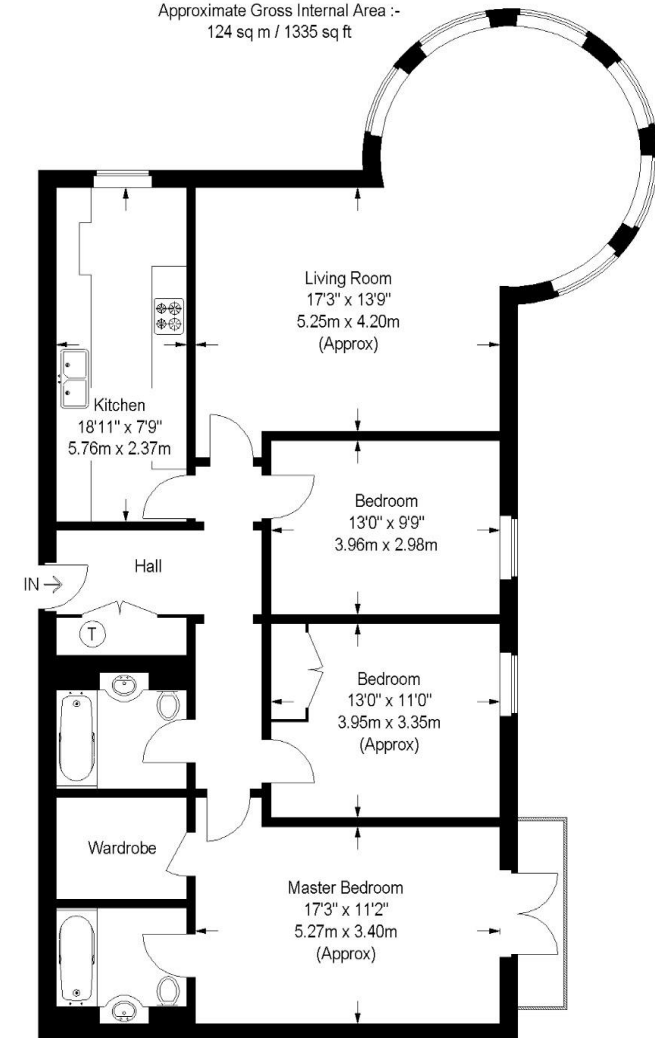 Approximate Gross Internal Area :-
124 sq m / 1335 sq ft
Living Room
17'3" x 13'9"
5.25m x 4.20m
(Approx)
Kitchen
18'11" x 7'9"
5.76m x 2.37m
Bedroom
13'0" x 9'9"
3.96m x 2.98m
Hall
IN
T
Bedroom
13'0" x 11'0"
3.95m x 3.35m
(Approx)
Wardrobe
Master Bedroom
17'3" x 11'2"
5.27m x 3.40m
(Approx)